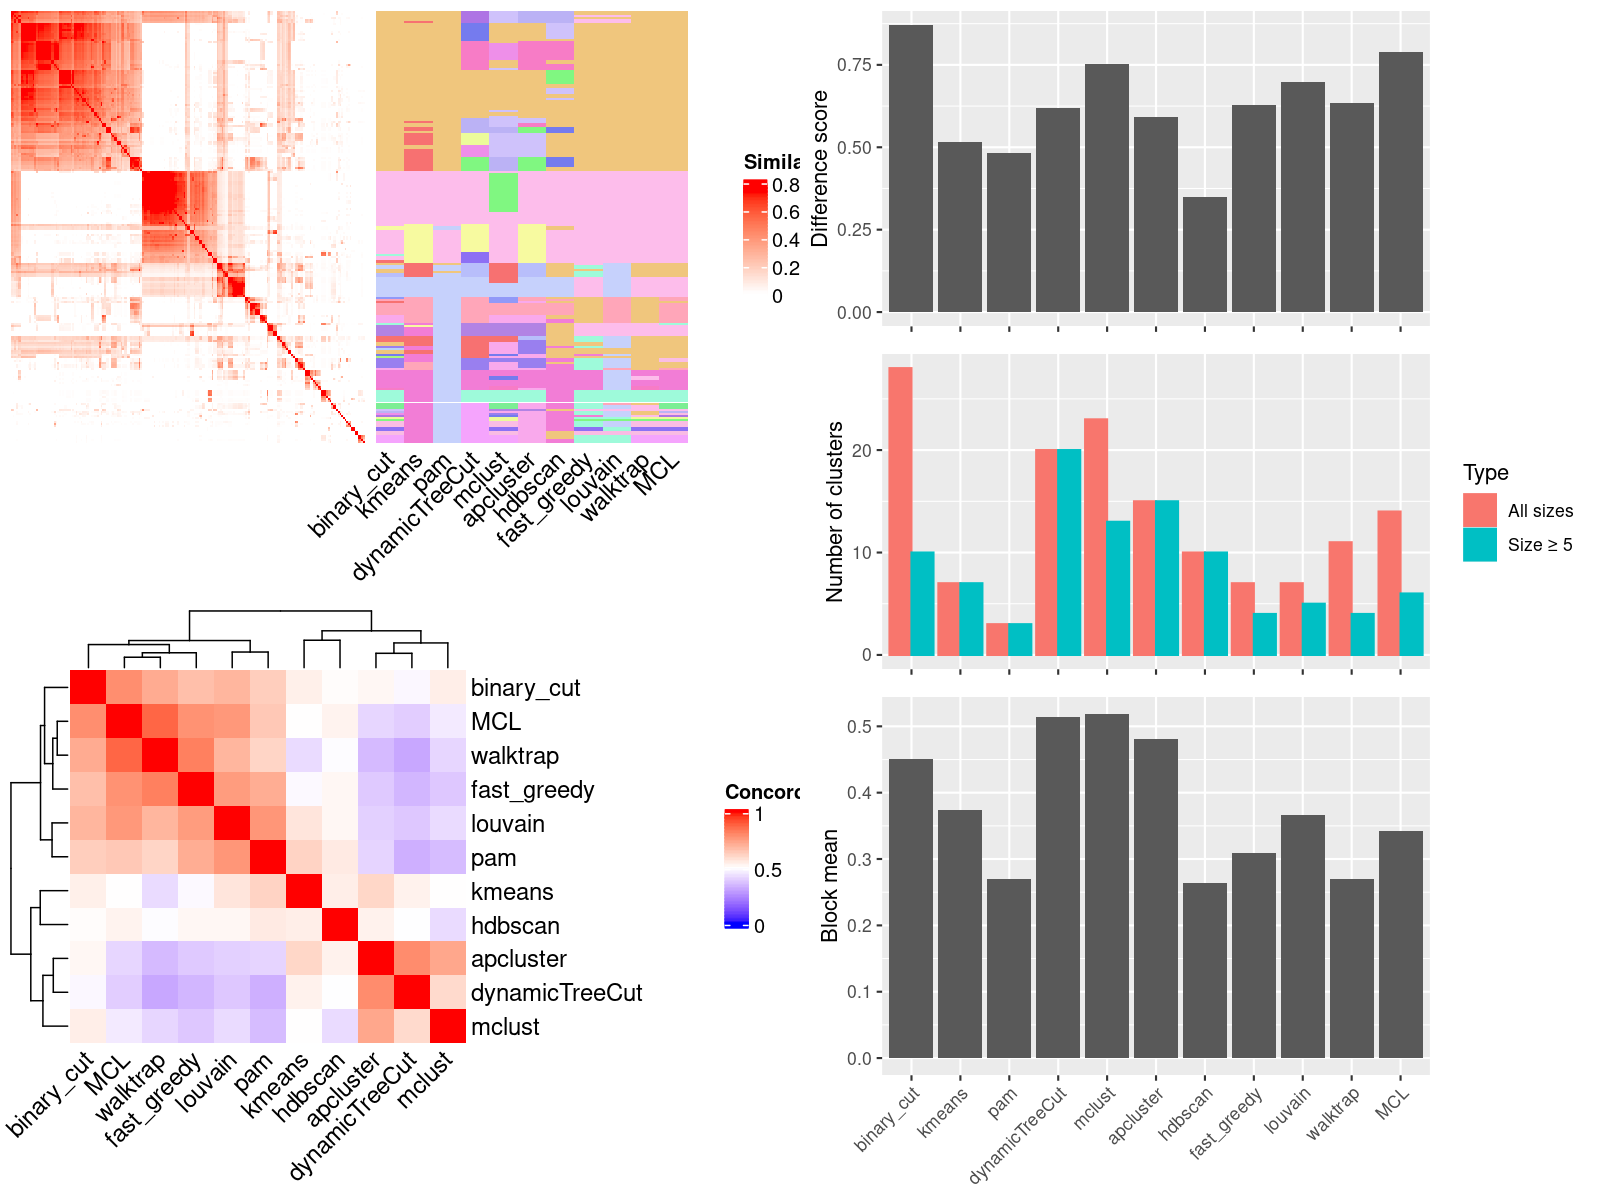 Simila
0.8
0.6
0.4
0.2
0
binary_cut
kmeans
pam
dynamicTreeCut
mclust
apcluster
hdbscan
fast_greedy
louvain
walktrap
MCL
Concord
1
0.5
0
binary_cut
MCL
walktrap
fast_greedy
louvain
pam
kmeans
hdbscan
apcluster
dynamicTreeCut
mclust
binary_cut
MCL
walktrap
fast_greedy
louvain
pam
kmeans
hdbscan
apcluster
dynamicTreeCut
mclust
Difference score
0.75
0.50
0.25
0.00
Number of clusters
20
10
0
Type
All sizes
Size ≥ 5
Block mean
0.5
0.4
0.3
0.2
0.1
0.0
binary_cut
kmeans
pam
dynamicTreeCut
mclust
apcluster
hdbscan
fast_greedy
louvain
walktrap
MCL